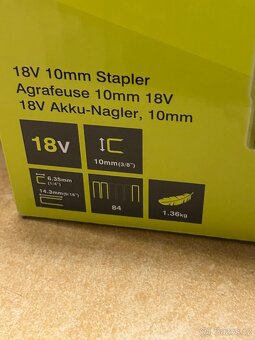 18V 10mm Stapler
Agrafeuse 10mm 18V
18V Akku-Nagler, 10mm
18V
10mm(3/8")
6.35mm
(1/4")
14.3mm(9/16")
84
1.36kg